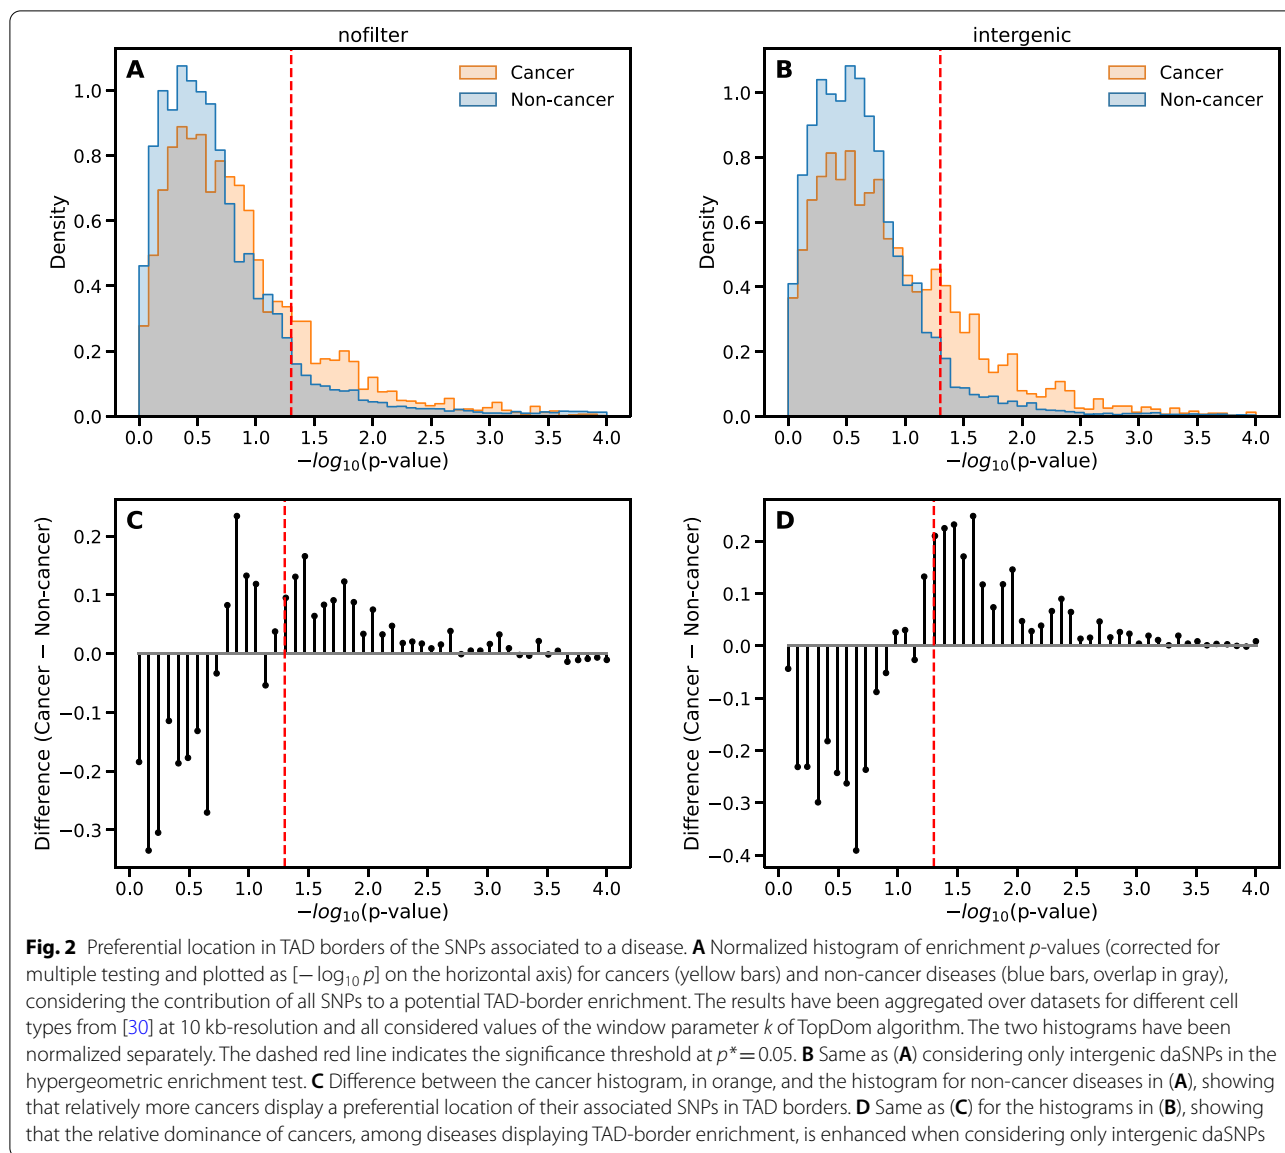 nofilter
A
Cancer
Non-cancer
1.0
0.8
0.6
0.4
0.2
0.0
Density
0.0 0.5 1.0 1.5 2.0 2.5 3.0 3.5 4.0
−log10(p-value)
intergenic
B
Cancer
Non-cancer
1.0
0.8
0.6
0.4
0.2
0.0
Density
0.0 0.5 1.0 1.5 2.0 2.5 3.0 3.5 4.0
−log10(p-value)
C
0.2
0.1
0.0
−0.1
−0.2
−0.3
Difference (Cancer − Non-cancer)
0.0 0.5 1.0 1.5 2.0 2.5 3.0 3.5 4.0
−log10(p-value)
D
0.2
0.1
0.0
−0.1
−0.2
−0.3
−0.4
Difference (Cancer − Non-cancer)
0.0 0.5 1.0 1.5 2.0 2.5 3.0 3.5 4.0
−log10(p-value)
Fig. 2 Preferential location in TAD borders of the SNPs associated to a disease. A Normalized histogram of enrichment p-values (corrected for
multiple testing and plotted as [− log10 p] on the horizontal axis) for cancers (yellow bars) and non-cancer diseases (blue bars, overlap in gray),
considering the contribution of all SNPs to a potential TAD-border enrichment. The results have been aggregated over datasets for different cell
types from [30] at 10 kb-resolution and all considered values of the window parameter k of TopDom algorithm. The two histograms have been
normalized separately. The dashed red line indicates the significance threshold at p* = 0.05. B Same as (A) considering only intergenic daSNPs in the
hypergeometric enrichment test. C Difference between the cancer histogram, in orange, and the histogram for non-cancer diseases in (A), showing
that relatively more cancers display a preferential location of their associated SNPs in TAD borders. D Same as (C) for the histograms in (B), showing
that the relative dominance of cancers, among diseases displaying TAD-border enrichment, is enhanced when considering only intergenic daSNPs